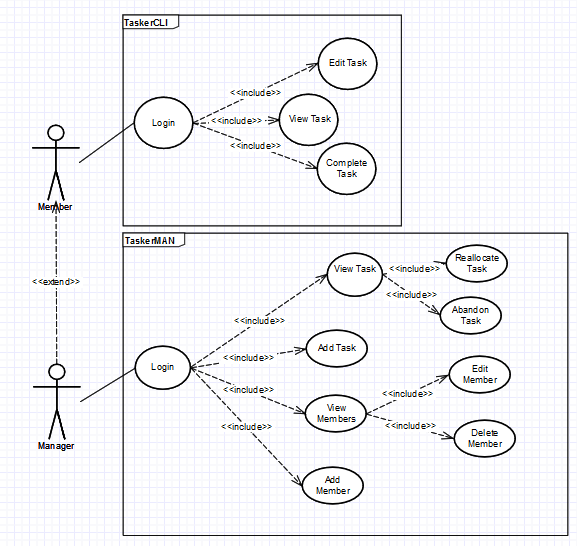 TaskerCLI
Edit Task
<<include>>
Login
<<include>>
View Task
<<include>>
Complete
Task
Member
TaskerMAN
<<extend>>
View Task
<<include>>
Reallocate
Task
<<include>>
Abandon
Task
<<include>>
Add Task
<<include>>
Login
<<include>>
View
Members
<<include>>
Edit
Member
<<include>>
Delete
Member
<<include>>
Add
Member
Manager